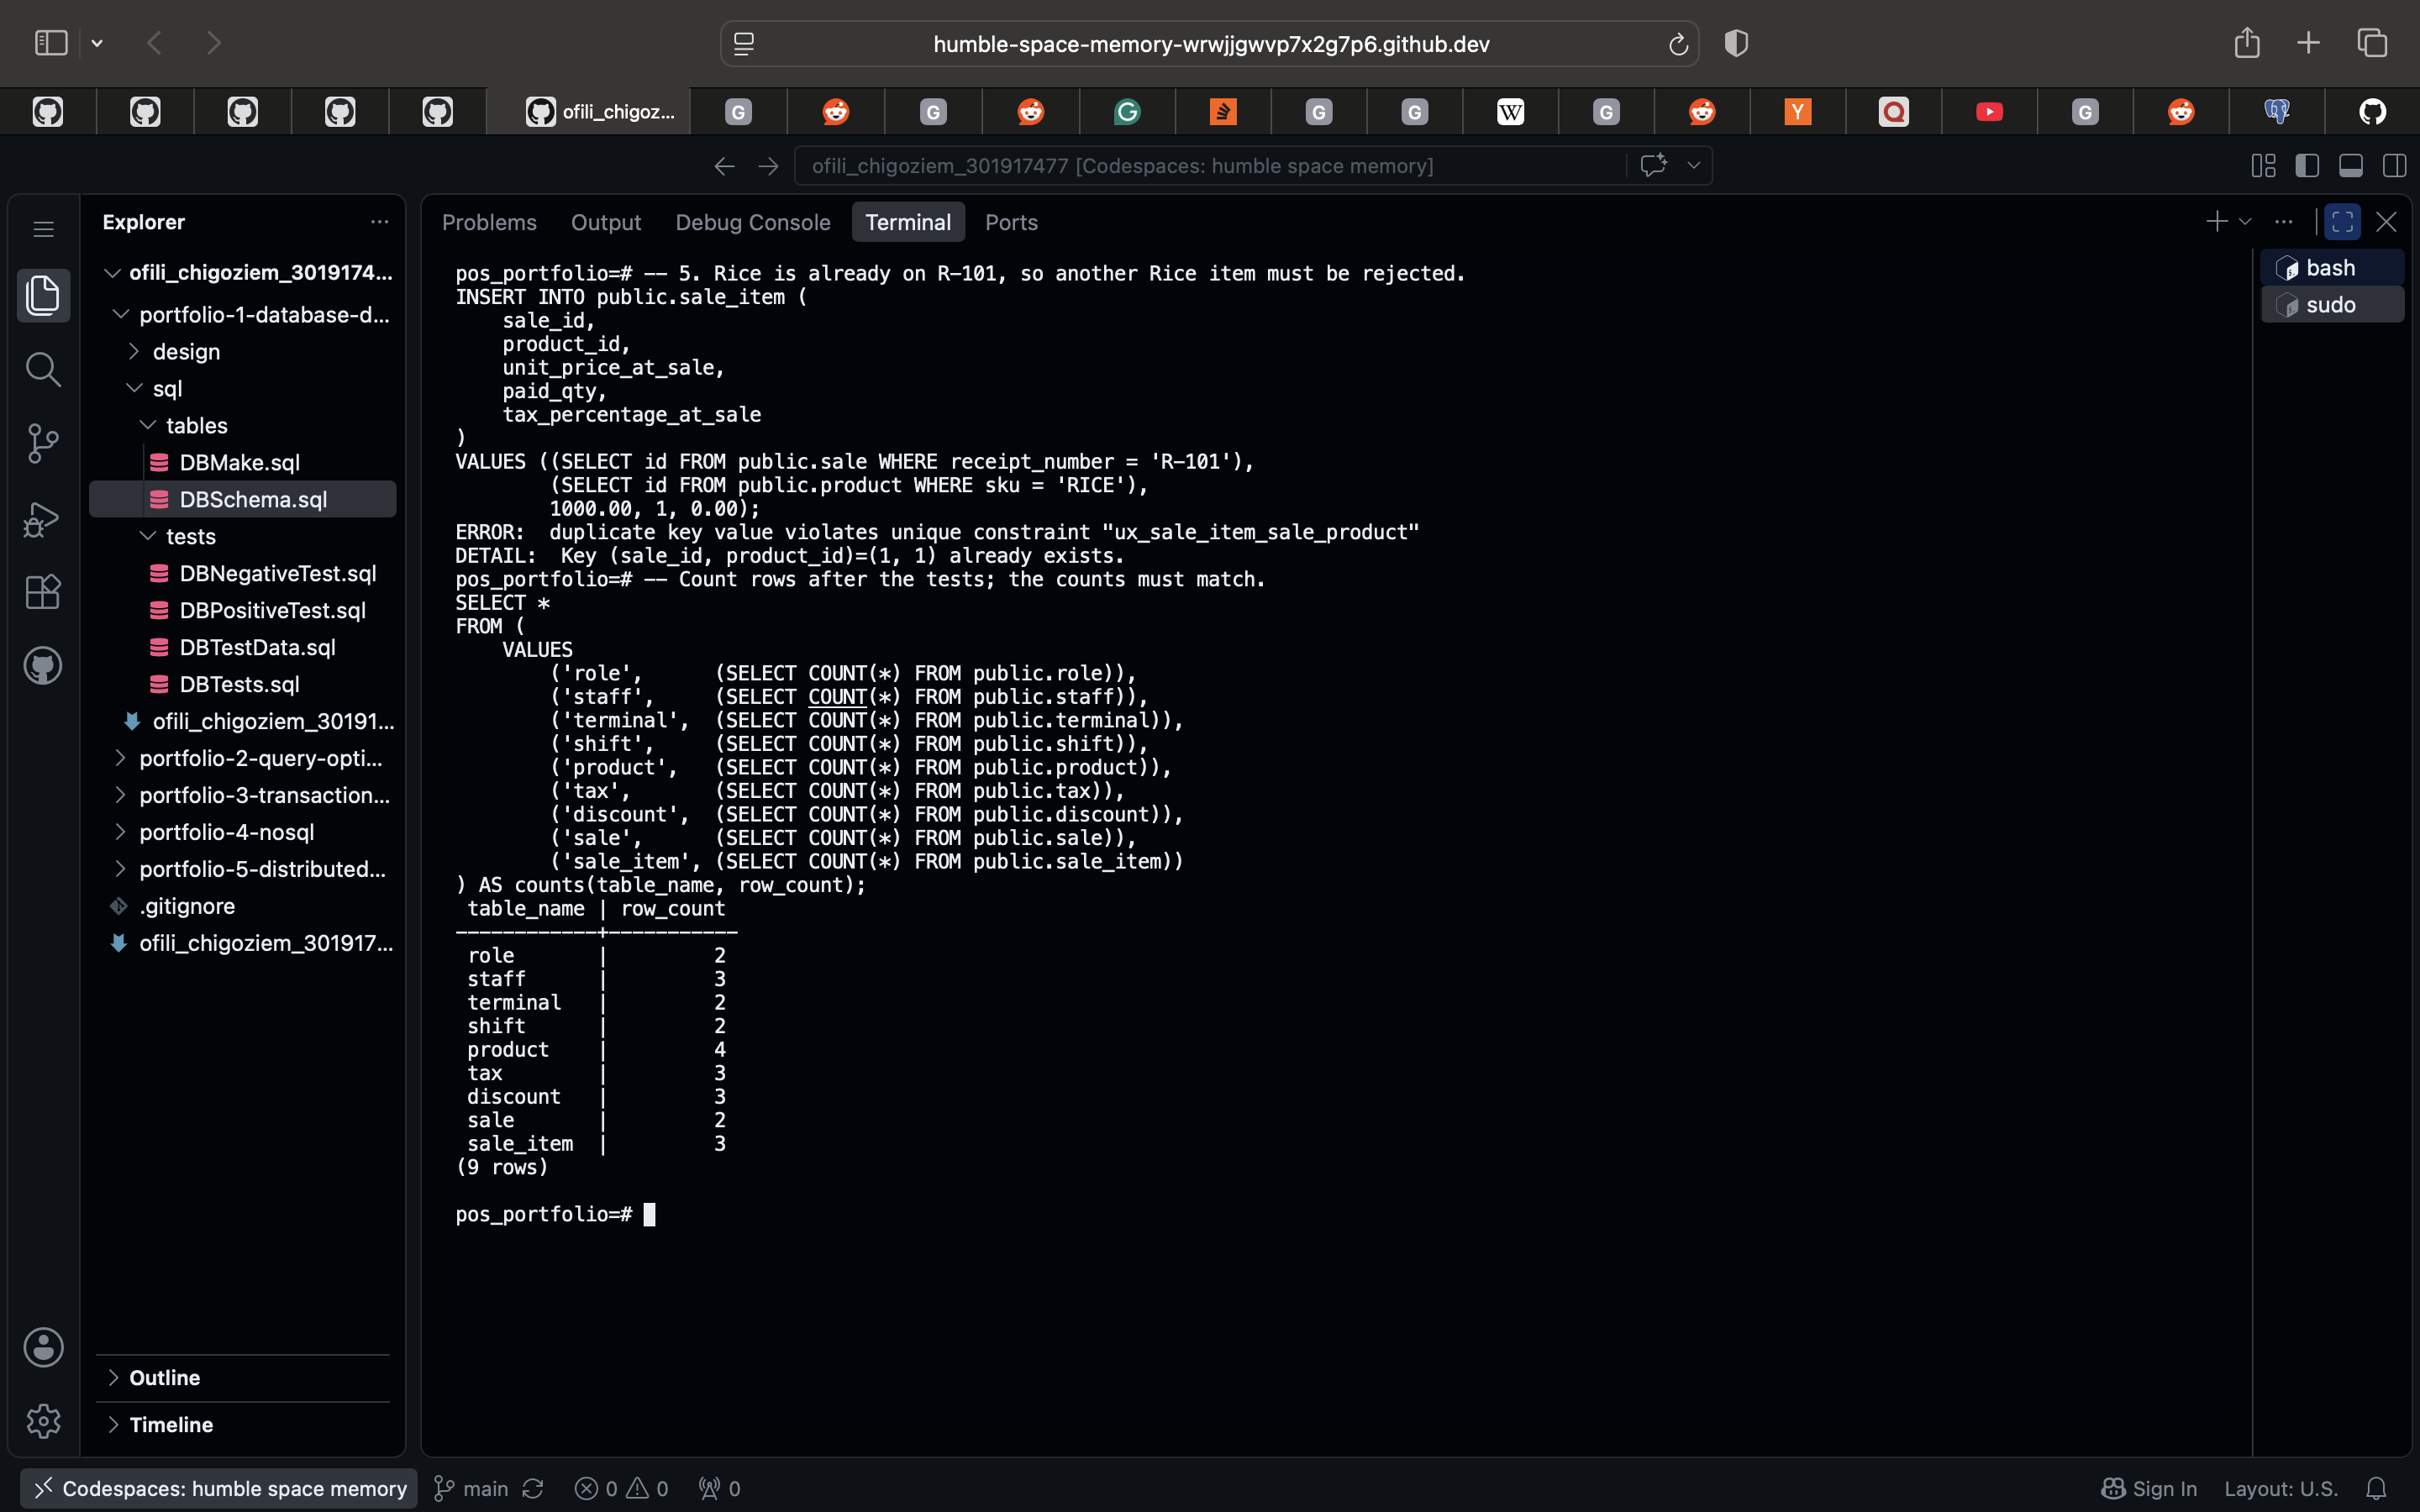 humble-space-memory-wrwjjgwvp7x2g7p6.github.dev
ofili_chigoz...
ofili_chigoziem_301917477 [Codespaces: humble space memory]
Explorer
ofili_chigoziem_3019174...
portfolio-1-database-d...
design
sql
tables
DBMake.sql
DBSchema.sql
tests
DBNegativeTest.sql
DBPositiveTest.sql
DBTestData.sql
DBTests.sql
ofili_chigoziem_30191...
portfolio-2-query-opti...
portfolio-3-transaction...
portfolio-4-nosql
portfolio-5-distributed...
.gitignore
ofili_chigoziem_301917...
Outline
Timeline
Problems Output Debug Console Terminal Ports
pos_portfolio=# -- 5. Rice is already on R-101, so another Rice item must be rejected.
INSERT INTO public.sale_item (
    sale_id,
    product_id,
    unit_price_at_sale,
    paid_qty,
    tax_percentage_at_sale
)
VALUES ((SELECT id FROM public.sale WHERE receipt_number = 'R-101'),
        (SELECT id FROM public.product WHERE sku = 'RICE'),
        1000.00, 1, 0.00);
ERROR:  duplicate key value violates unique constraint "ux_sale_item_sale_product"
DETAIL:  Key (sale_id, product_id)=(1, 1) already exists.
pos_portfolio=# -- Count rows after the tests; the counts must match.
SELECT *
FROM (
    VALUES
        ('role',      (SELECT COUNT(*) FROM public.role)),
        ('staff',     (SELECT COUNT(*) FROM public.staff)),
        ('terminal',  (SELECT COUNT(*) FROM public.terminal)),
        ('shift',     (SELECT COUNT(*) FROM public.shift)),
        ('product',   (SELECT COUNT(*) FROM public.product)),
        ('tax',       (SELECT COUNT(*) FROM public.tax)),
        ('discount',  (SELECT COUNT(*) FROM public.discount)),
        ('sale',      (SELECT COUNT(*) FROM public.sale)),
        ('sale_item', (SELECT COUNT(*) FROM public.sale_item))
) AS counts(table_name, row_count);
 table_name | row_count
------------+-----------
 role       |         2
 staff      |         3
 terminal   |         2
 shift      |         2
 product    |         4
 tax        |         3
 discount   |         3
 sale       |         2
 sale_item  |         3
(9 rows)
pos_portfolio=#
bash
sudo
Codespaces: humble space memory main 0 0 0 Sign In Layout: U.S.